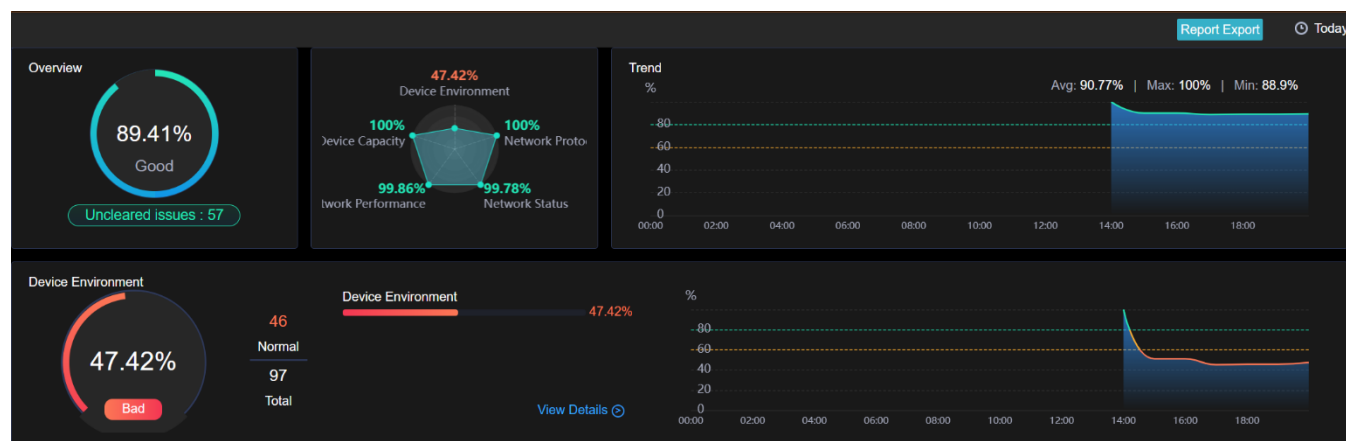 Report Export
Today
Overview
89.41%
Good
Uncleared issues : 57
47.42%
Device Environment
100%
Device Capacity
100%
Network Proto
99.86%
twork Performance
99.78%
Network Status
Trend
Avg: 90.77% | Max: 100% | Min: 88.9%
%
80
60
40
20
0
00:00 02:00 04:00 06:00 08:00 10:00 12:00 14:00 16:00 18:00
Device Environment
47.42%
Bad
46
Normal
97
Total
Device Environment
47.42%
View Details
%
80
60
40
20
0
00:00 02:00 04:00 06:00 08:00 10:00 12:00 14:00 16:00 18:00